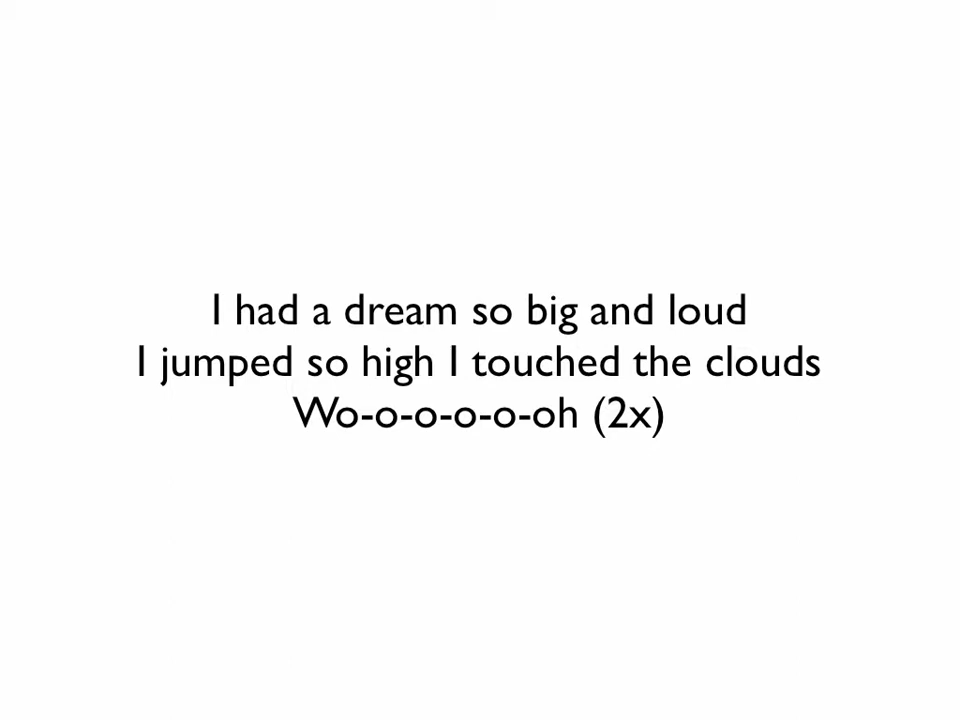 I had a dream so big and loud
I jumped so high I touched the clouds
Wo-o-o-o-o-oh (2x)